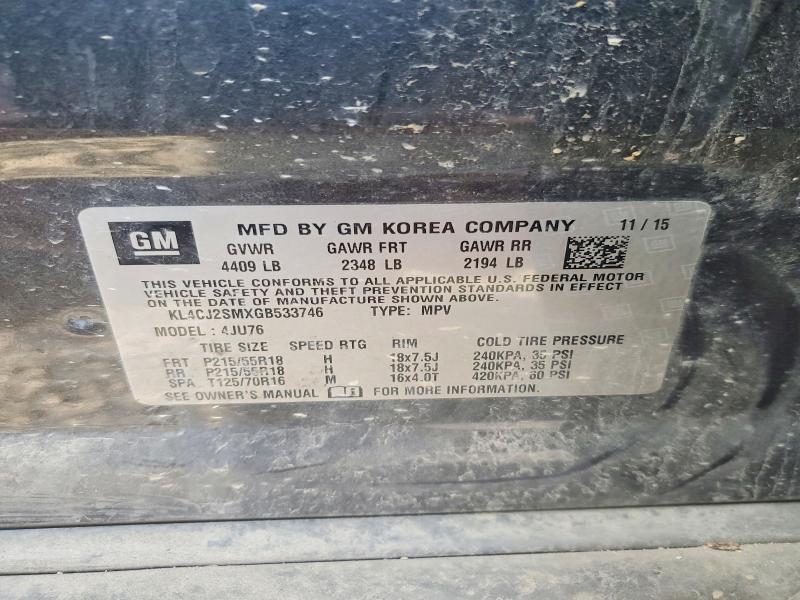 GM MFD BY GM KOREA COMPANY 11 / 15
GVWR GAWR FRT GAWR RR
4409 LB 2348 LB 2194 LB
THIS VEHICLE CONFORMS TO ALL APPLICABLE U.S. FEDERAL MOTOR
VEHICLE SAFETY AND THEFT PREVENTION STANDARDS IN EFFECT
ON DATE OF MANUFACTURE SHOWN ABOVE.
KL4CJ2SMXGB533746 TYPE: MPV
MODEL : 4JU76
TIRE SIZE SPEED RTG RIM COLD TIRE PRESSURE
FRT P215/55R18 H 18x7.5J 240KPA, 35 PSI
RR P215/55R18 H 18x7.5J 240KPA, 35 PSI
SPA T125/70R16 M 16x4.0T 420KPA, 60 PSI
SEE OWNER'S MANUAL FOR MORE INFORMATION.